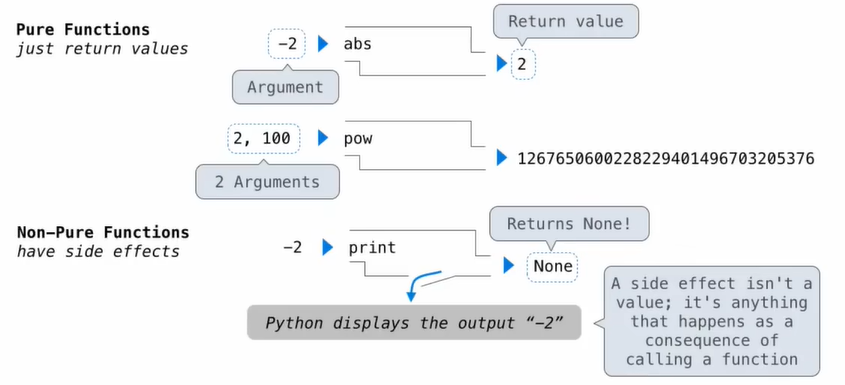 Pure Functions
just return values
-2
abs
Return value
2
Argument
2, 100
pow
1267650600228229401496703205376
2 Arguments
Non-Pure Functions
have side effects
-2
print
Returns None!
None
A side effect isn't a
value; it's anything
that happens as a
consequence of
calling a function
Python displays the output “-2”